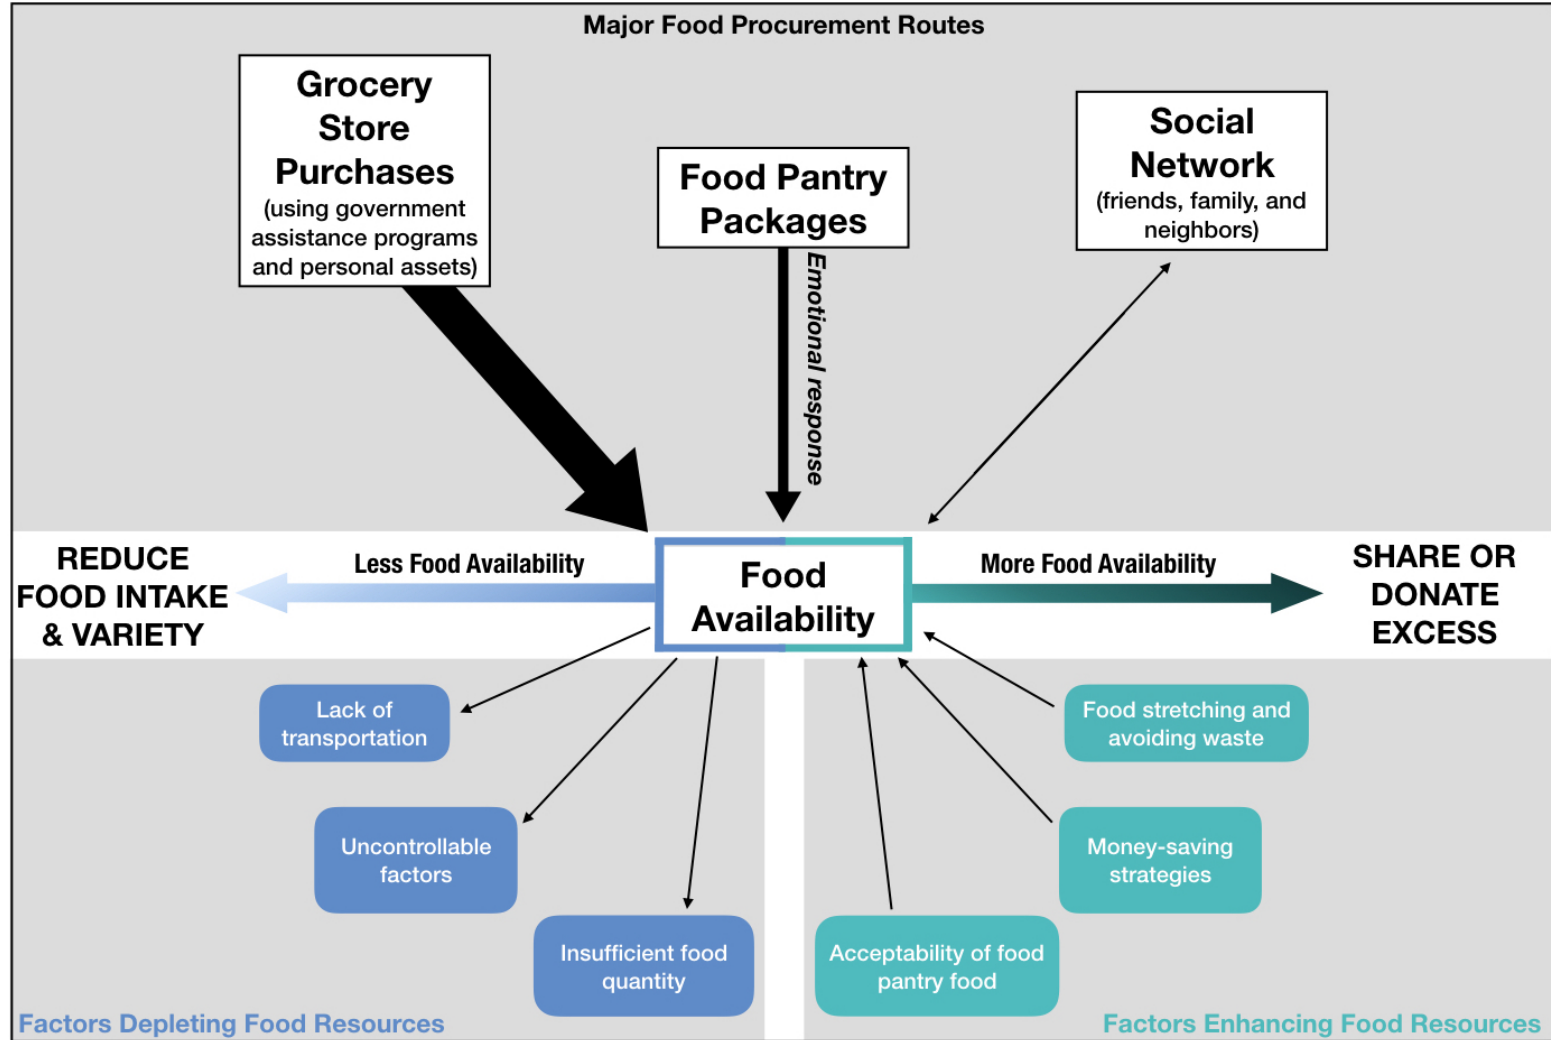 Major Food Procurement Routes
Grocery
Store
Purchases
(using government
assistance programs
and personal assets)
Food Pantry
Packages
Social
Network
(friends, family, and
neighbors)
Emotional response
REDUCE
FOOD INTAKE
& VARIETY
Less Food Availability
Food
Availability
More Food Availability
SHARE OR
DONATE
EXCESS
Lack of
transportation
Uncontrollable
factors
Insufficient food
quantity
Food stretching and
avoiding waste
Money-saving
strategies
Acceptability of food
pantry food
Factors Depleting Food Resources
Factors Enhancing Food Resources